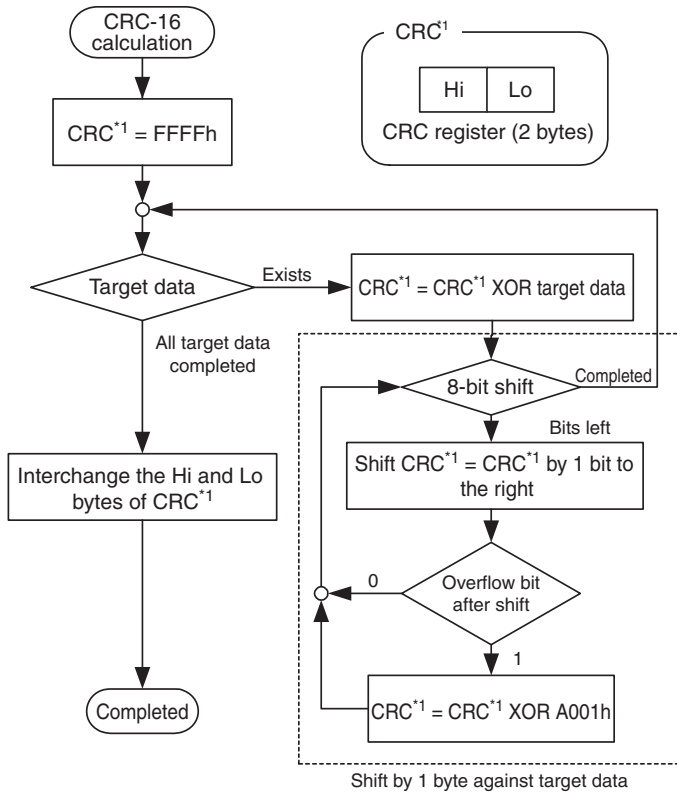 CRC-16
calculation
CRC*1
Hi
Lo
CRC register (2 bytes)
CRC*1 = FFFFh
Target data
Exists
CRC*1 = CRC*1 XOR target data
All target data
completed
8-bit shift
Completed
Bits left
Interchange the Hi and Lo
bytes of CRC*1
Shift CRC*1 = CRC*1 by 1 bit to
the right
Overflow bit
after shift
0
1
CRC*1 = CRC*1 XOR A001h
Completed
Shift by 1 byte against target data